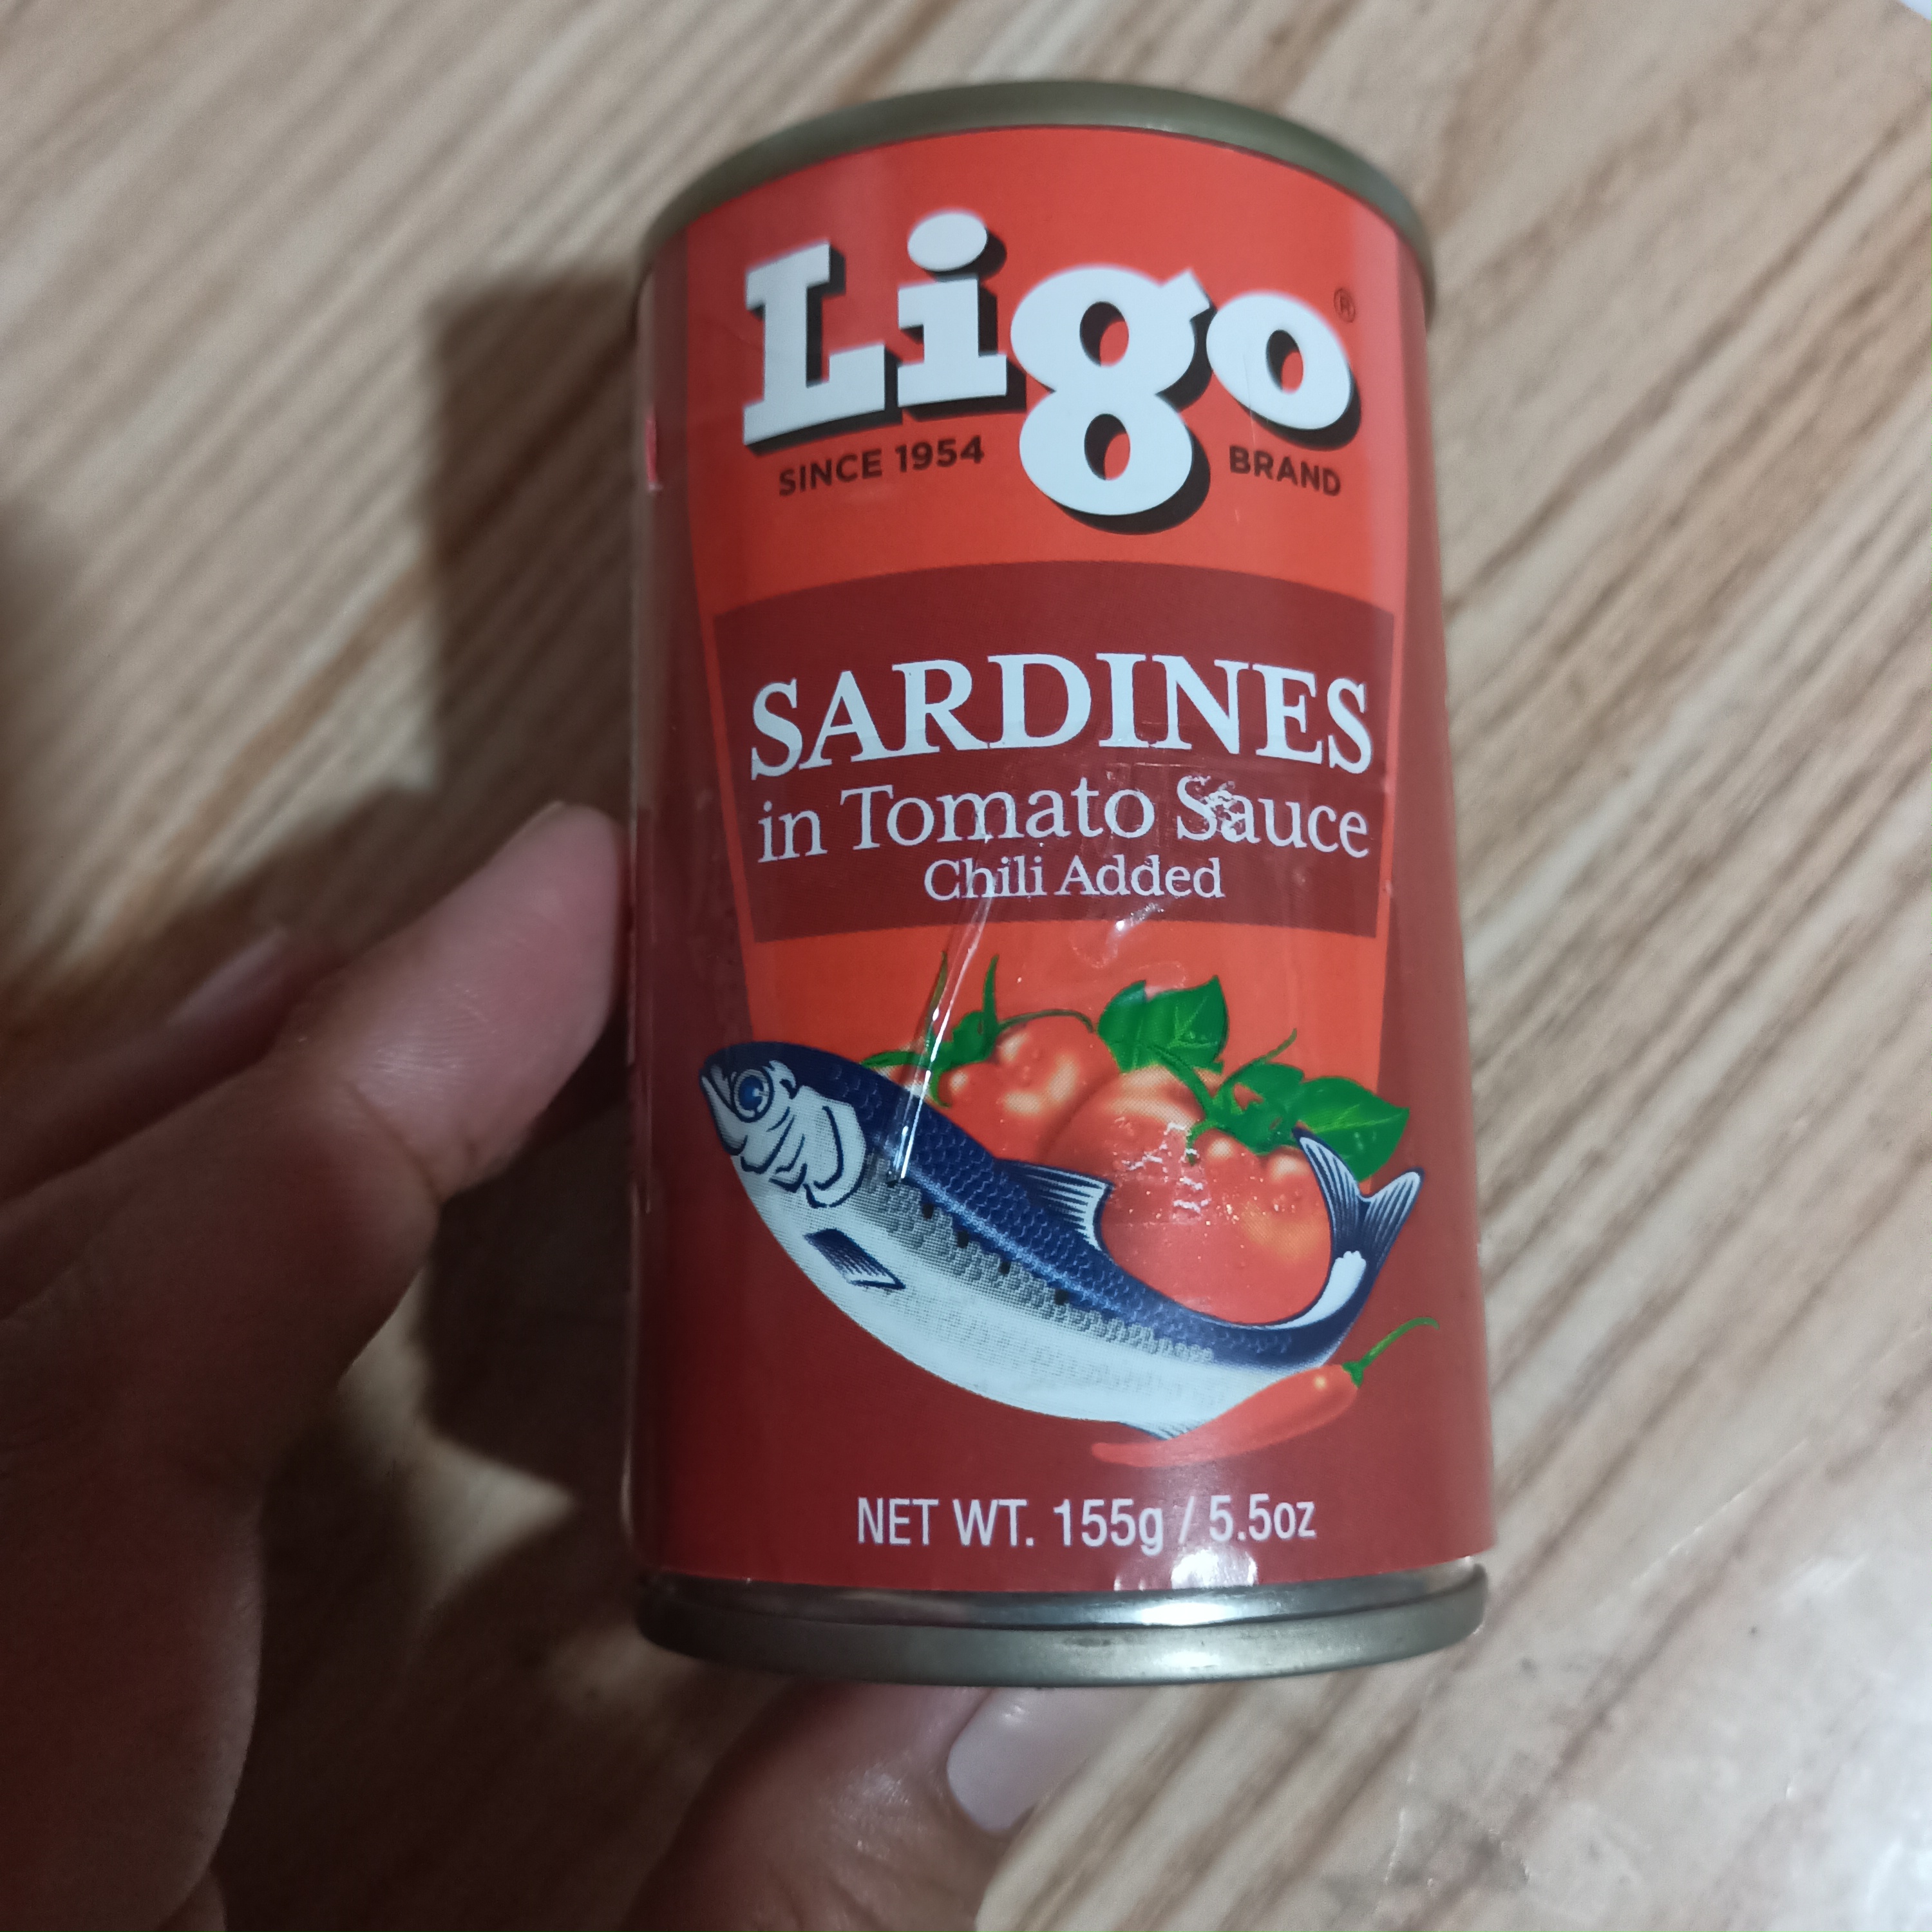 Ligo®
SINCE 1954 BRAND
SARDINES
in Tomato Sauce
Chili Added
NET WT. 155g / 5.5oz